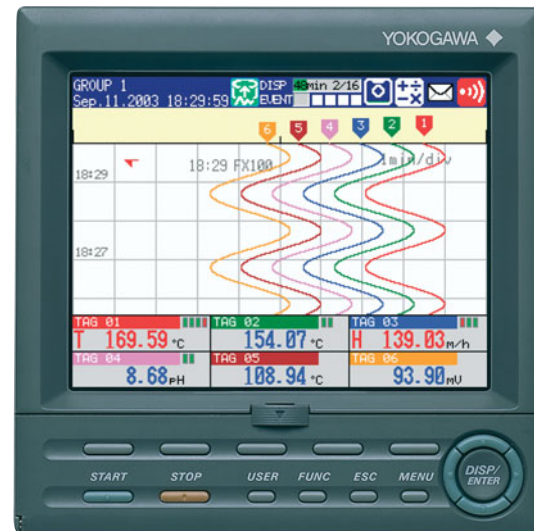 YOKOGAWA
GROUP 1
Sep.11.2003 18:29:59
DISP 48min 2/16
EVENT
6 5 4 3 2 1
18:29 FX100 1min/div
18:29
18:27
TAG 01 TAG 02 TAG 03
T 169.59 °C 154.07 °C H 139.03 m/h
TAG 04 TAG 05 TAG 06
8.68 pH 108.94 °C 93.90 mV
DISP/
ENTER
START STOP USER FUNC ESC MENU